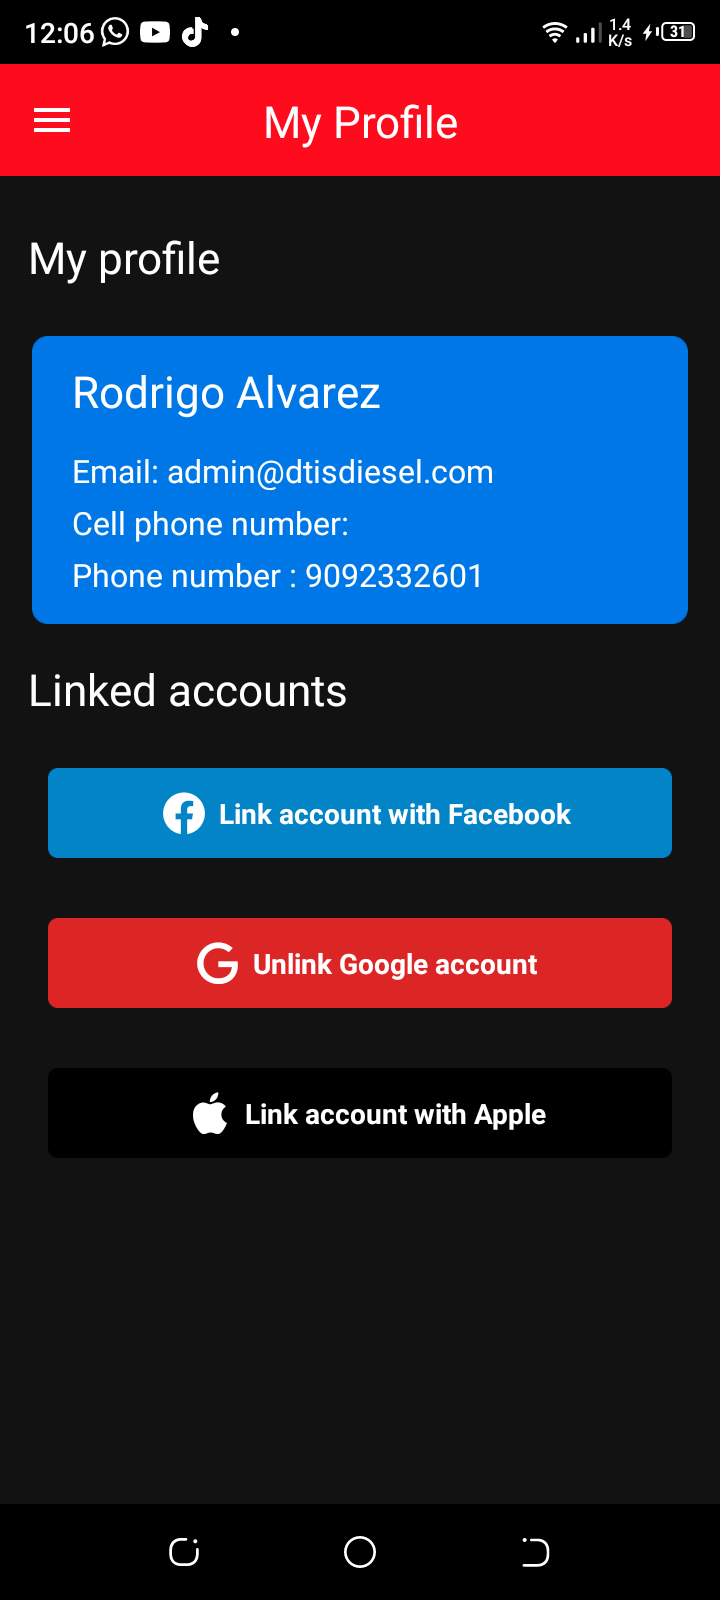 12:06
1.4
K/s
31
My Profile
My profile
Rodrigo Alvarez
Email: admin@dtisdiesel.com
Cell phone number:
Phone number : 9092332601
Linked accounts
Link account with Facebook
Unlink Google account
Link account with Apple